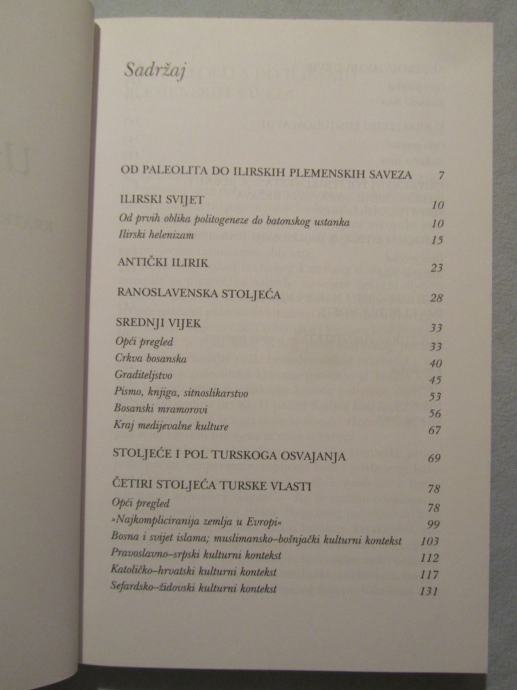 Sadržaj
OD PALEOLITA DO ILIRSKIH PLEMENSKIH SAVEZA 7
ILIRSKI SVIJET 10
Od prvih oblika politogeneze do batonskog ustanka 10
Ilirski helenizam 15
ANTIČKI ILIRIK 23
RANOSLAVENSKA STOLJEĆA 28
SREDNJI VIJEK 33
Opći pregled 33
Crkva bosanska 40
Graditeljstvo 45
Pismo, knjiga, sitnoslikarstvo 53
Bosanski mramorovi 56
Kraj medijevalne kulture 67
STOLJEĆE I POL TURSKOGA OSVAJANJA 69
ČETIRI STOLJEĆA TURSKE VLASTI 78
Opći pregled 78
»Najkompliciranija zemlja u Evropi« 99
Bosna i svijet islama; muslimansko–bošnjački kulturni kontekst 103
Pravoslavno–srpski kulturni kontekst 112
Katoličko–hrvatski kulturni kontekst 117
Sefardsko–židovski kulturni kontekst 131